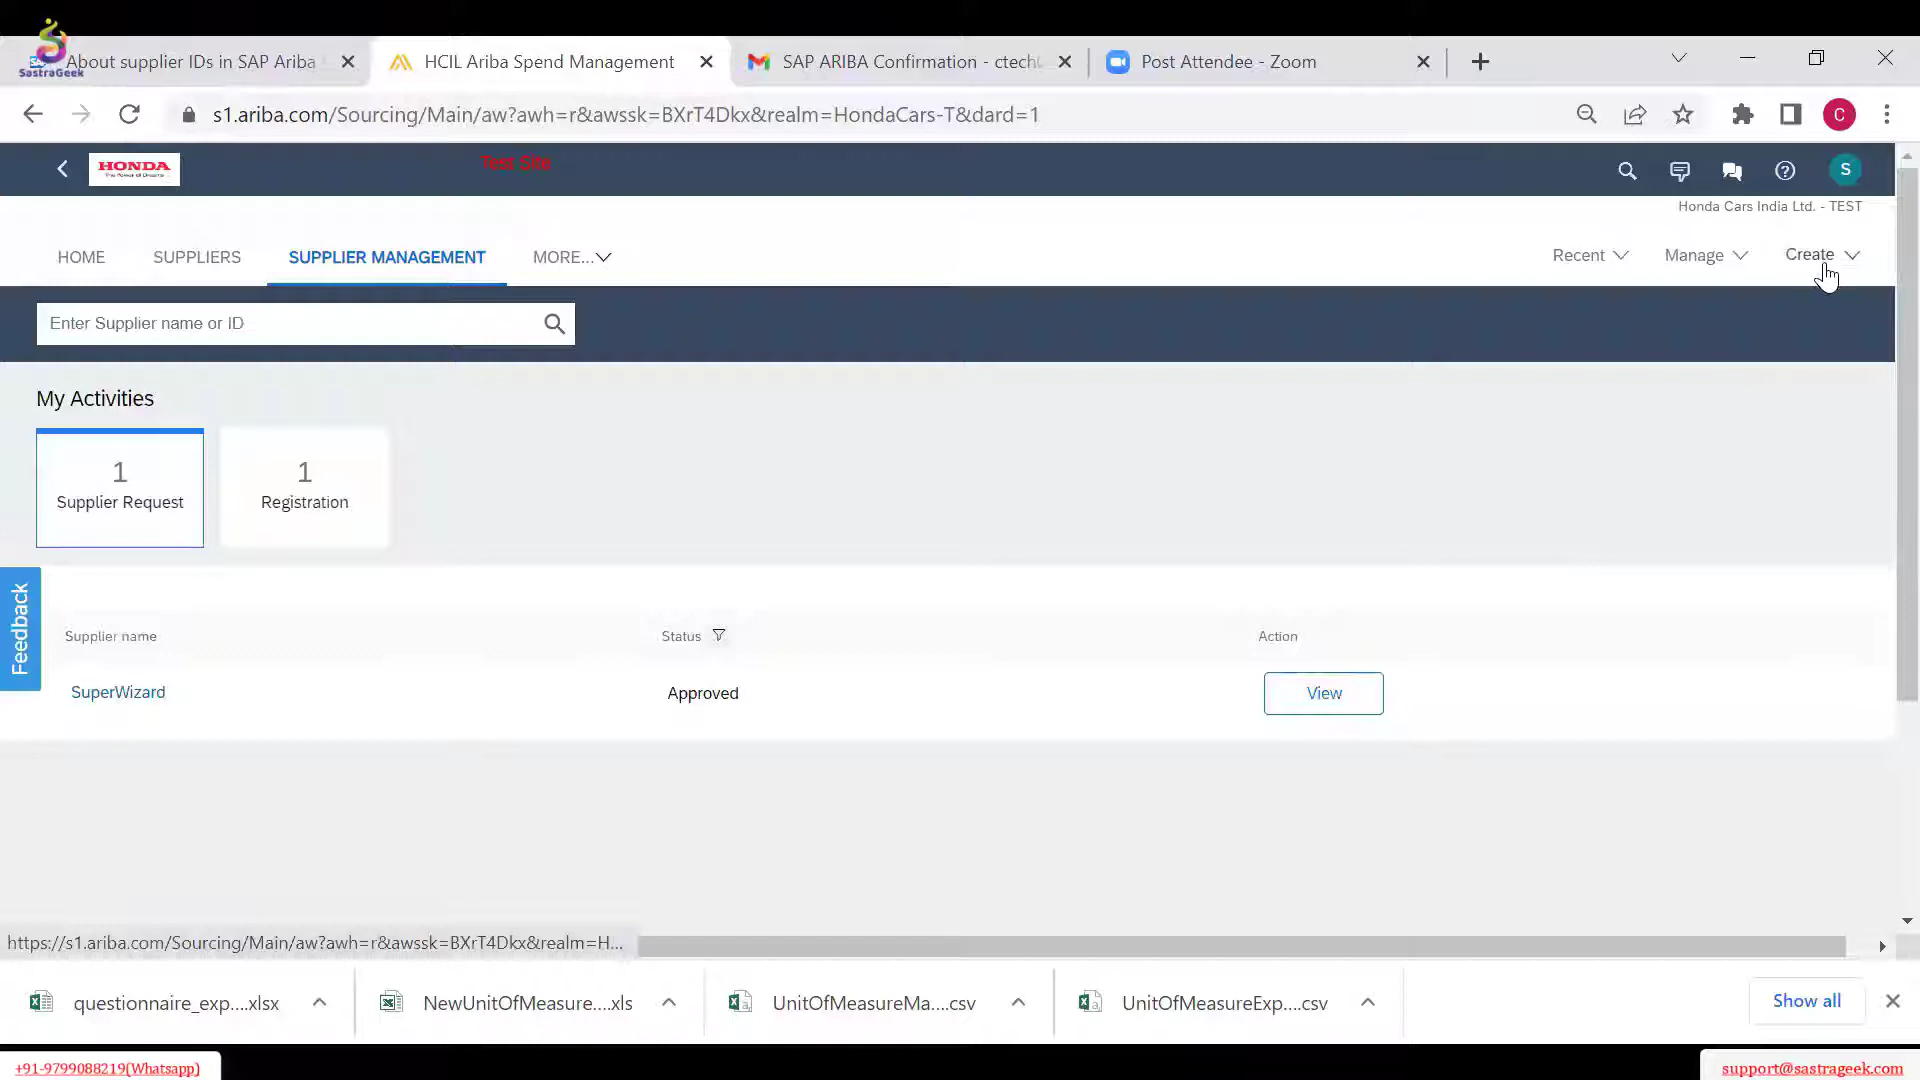 SastraGeek
About supplier IDs in SAP Ariba
HCIL Ariba Spend Management
SAP ARIBA Confirmation - ctech
Post Attendee - Zoom
s1.ariba.com/Sourcing/Main/aw?awh=r&awssk=BXrT4Dkx&realm=HondaCars-T&dard=1
C
HONDA
The Power of Dreams
Test Site
S
Honda Cars India Ltd. - TEST
HOME
SUPPLIERS
SUPPLIER MANAGEMENT
MORE...
Recent
Manage
Create
Enter Supplier name or ID
My Activities
1
Supplier Request
1
Registration
Feedback
Supplier name
Status
Action
SuperWizard
Approved
View
https://s1.ariba.com/Sourcing/Main/aw?awh=r&awssk=BXrT4Dkx&realm=H...
questionnaire_exp....xlsx
NewUnitOfMeasure....xls
UnitOfMeasureMa....csv
UnitOfMeasureExp....csv
Show all
+91-9799088219(Whatsapp)
support@sastrageek.com